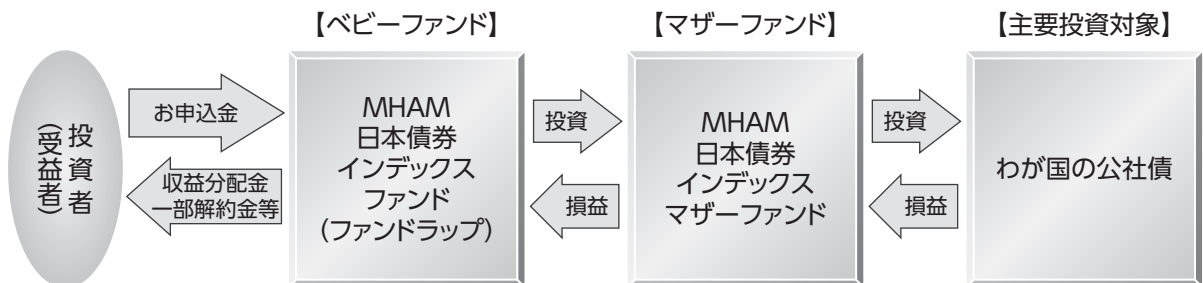 【ベビーファンド】
【マザーファンド】
【主要投資対象】
投資者
(受益者)
お申込金
収益分配金
一部解約金等
MHAM
日本債券
インデックス
ファンド
(ファンドラップ)
投資
損益
MHAM
日本債券
インデックス
マザーファンド
投資
損益
わが国の公社債